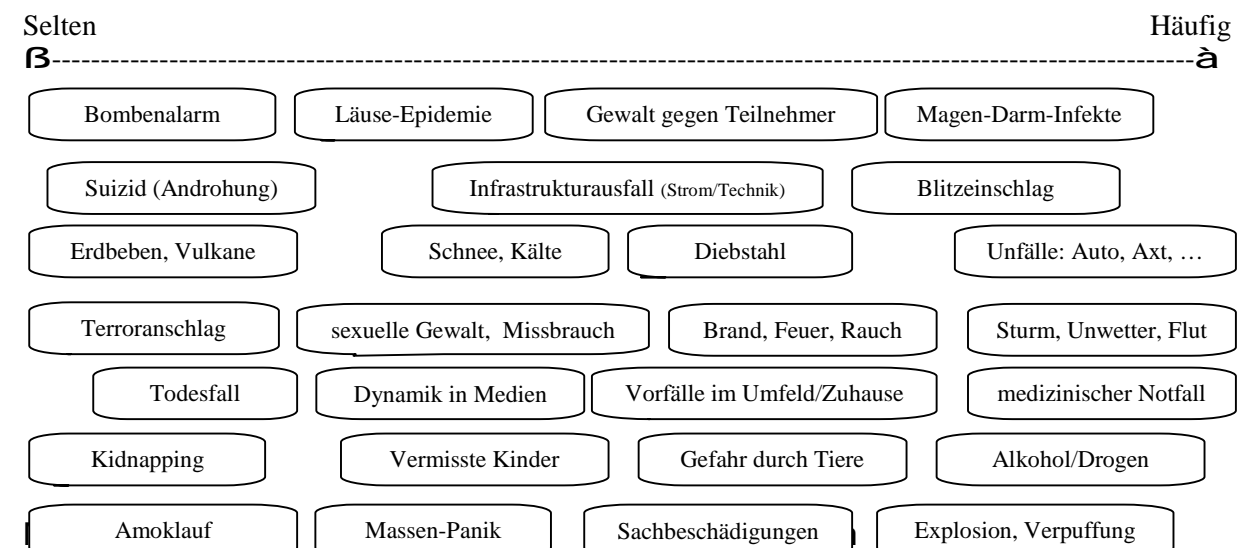 Selten Häufig
ß------------------------------------------------------------------------------------------------------------------------à
Bombenalarm Läuse-Epidemie Gewalt gegen Teilnehmer Magen-Darm-Infekte
Suizid (Androhung) Infrastrukturausfall (Strom/Technik) Blitzeinschlag
Erdbeben, Vulkane Schnee, Kälte Diebstahl Unfälle: Auto, Axt, …
Terroranschlag sexuelle Gewalt, Missbrauch Brand, Feuer, Rauch Sturm, Unwetter, Flut
Todesfall Dynamik in Medien Vorfälle im Umfeld/Zuhause medizinischer Notfall
Kidnapping Vermisste Kinder Gefahr durch Tiere Alkohol/Drogen
Amoklauf Massen-Panik Sachbeschädigungen Explosion, Verpuffung